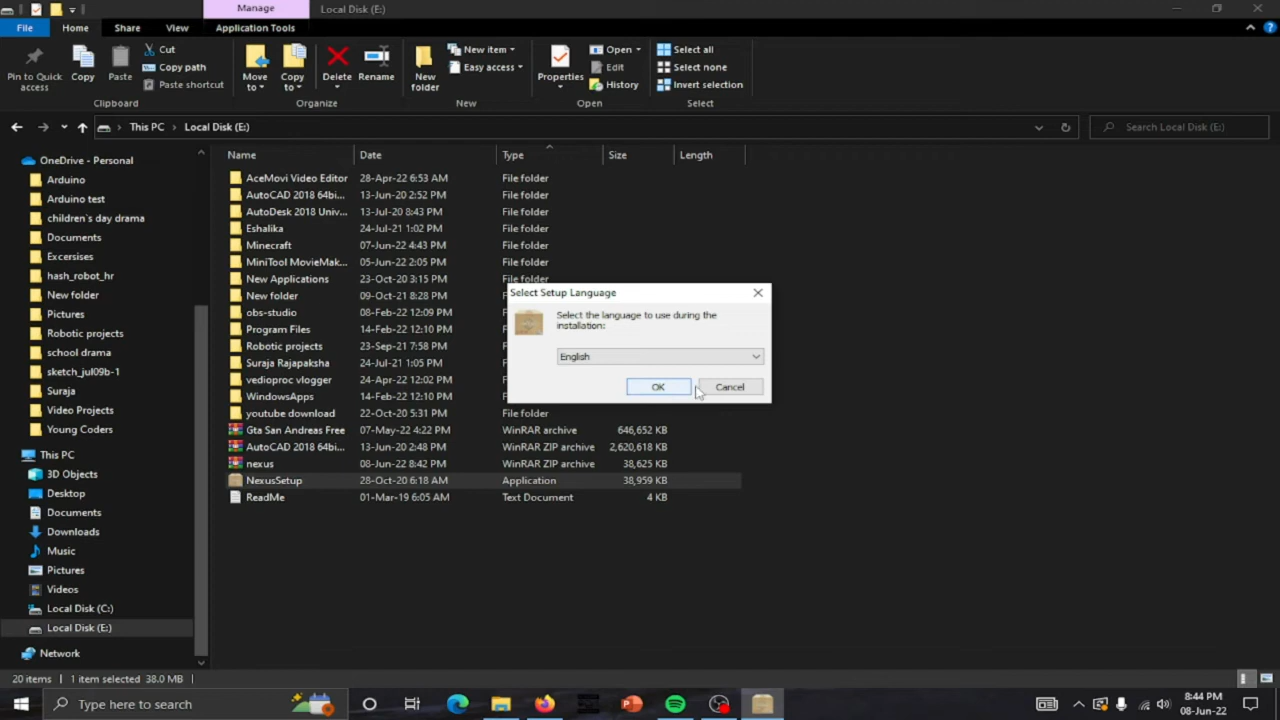 Manage
Local Disk (E:)
File
Home
Share
View
Application Tools
Pin to Quick access
Copy
Paste
Cut
Copy path
Paste shortcut
Move to
Copy to
Delete
Rename
New folder
New item
Easy access
Properties
Open
Edit
History
Select all
Select none
Invert selection
Clipboard
Organize
New
Open
Select
This PC
Local Disk (E:)
Search Local Disk (E:)
OneDrive - Personal
Arduino
Arduino test
children`s day drama
Documents
Excersises
hash_robot_hr
New folder
Pictures
Robotic projects
school drama
sketch_jul09b-1
Suraja
Video Projects
Young Coders
This PC
3D Objects
Desktop
Documents
Downloads
Music
Pictures
Videos
Local Disk (C:)
Local Disk (E:)
Network
Name Date Type Size Length
AceMovi Video Editor 28-Apr-22 6:53 AM File folder
AutoCAD 2018 64bi... 13-Jun-20 2:52 PM File folder
AutoDesk 2018 Univ... 13-Jul-20 8:43 PM File folder
Eshalika 24-Jul-21 1:02 PM File folder
Minecraft 07-Jun-22 4:43 PM File folder
MiniTool MovieMak... 05-Jun-22 2:05 PM File folder
New Applications 23-Oct-20 3:15 PM File folder
New folder 09-Oct-21 8:28 PM
obs-studio 08-Feb-22 12:09 PM
Program Files 14-Feb-22 12:10 PM
Robotic projects 23-Sep-21 7:58 PM
Suraja Rajapaksha 24-Jul-21 1:05 PM
vedioproc vlogger 24-Apr-22 12:02 PM
WindowsApps 14-Feb-22 12:10 PM
youtube download 22-Oct-20 5:31 PM File folder
Gta San Andreas Free 07-May-22 4:22 PM WinRAR archive 646,652 KB
AutoCAD 2018 64bi... 13-Jun-20 2:48 PM WinRAR ZIP archive 2,620,618 KB
nexus 08-Jun-22 8:42 PM WinRAR ZIP archive 38,625 KB
NexusSetup 28-Oct-20 6:18 AM Application 38,959 KB
ReadMe 01-Mar-19 6:05 AM Text Document 4 KB
Select Setup Language
Select the language to use during the
installation:
English
OK
Cancel
20 items 1 item selected 38.0 MB
Type here to search
8:44 PM
08-Jun-22